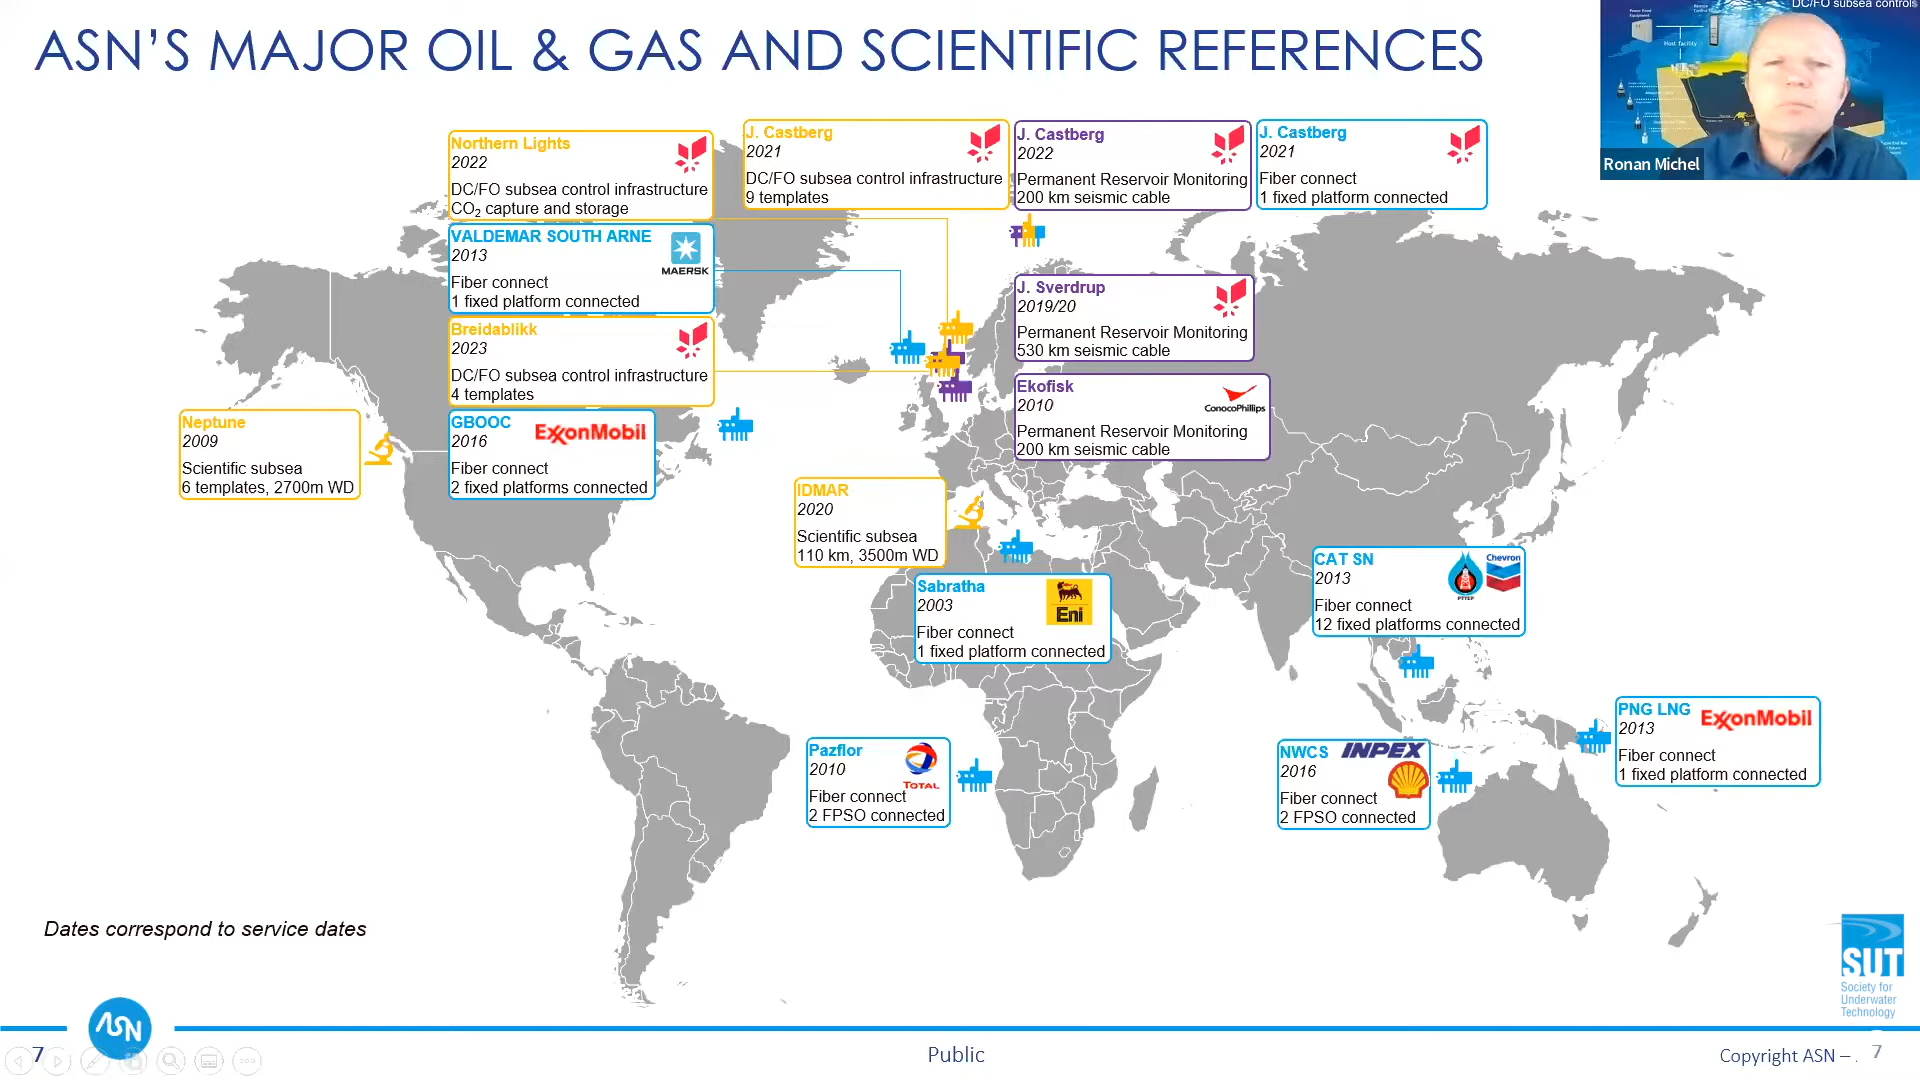 ASN'S MAJOR OIL & GAS AND SCIENTIFIC REFERENCES
DC/FO subsea controls
Host facility
Ronan Michel
Northern Lights
2022
DC/FO subsea control infrastructure
CO₂ capture and storage
J. Castberg
2021
DC/FO subsea control infrastructure
9 templates
J. Castberg
2022
Permanent Reservoir Monitoring
200 km seismic cable
J. Castberg
2021
Fiber connect
1 fixed platform connected
VALDEMAR SOUTH ARNE
2013
MAERSK
Fiber connect
1 fixed platform connected
J. Sverdrup
2019/20
Permanent Reservoir Monitoring
530 km seismic cable
Breidablikk
2023
DC/FO subsea control infrastructure
4 templates
Ekofisk
2010
ConocoPhillips
Permanent Reservoir Monitoring
200 km seismic cable
Neptune
2009
Scientific subsea
6 templates, 2700m WD
GBOOC
2016
ExxonMobil
Fiber connect
2 fixed platforms connected
IDMAR
2020
Scientific subsea
110 km, 3500m WD
Sabratha
2003
Eni
Fiber connect
1 fixed platform connected
CAT SN
2013
PTTEP
Chevron
Fiber connect
12 fixed platforms connected
PNG LNG
2013
ExxonMobil
Fiber connect
1 fixed platform connected
Pazflor
2010
TOTAL
Fiber connect
2 FPSO connected
NWCS
2016
INPEX
Fiber connect
2 FPSO connected
Dates correspond to service dates
SUT
Society for
Underwater
Technology
ASN
7
Public
Copyright ASN – .
7